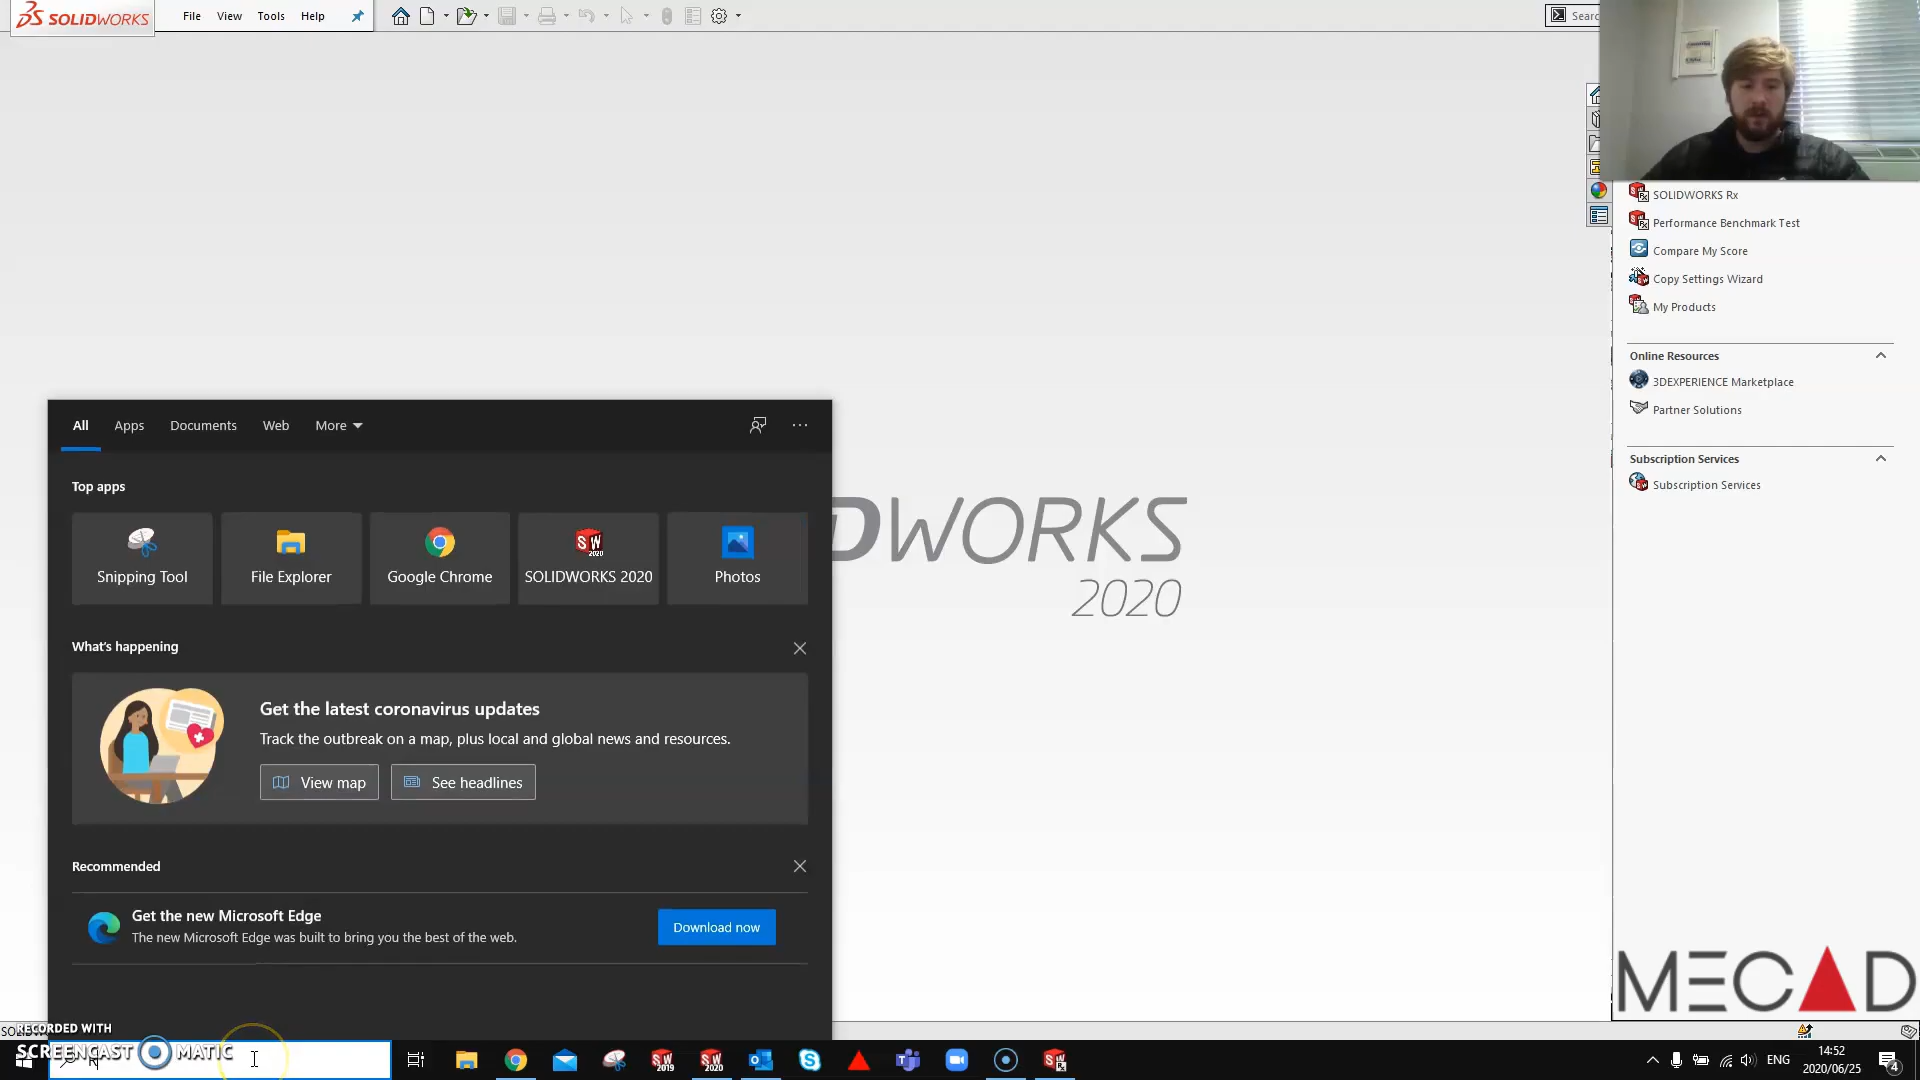 SOLIDWORKS
File
View
Tools
Help
Searc
SOLIDWORKS Rx
Performance Benchmark Test
Compare My Score
Copy Settings Wizard
My Products
Online Resources
3DEXPERIENCE Marketplace
Partner Solutions
Subscription Services
Subscription Services
All
Apps
Documents
Web
More
Top apps
Snipping Tool
File Explorer
Google Chrome
SOLIDWORKS 2020
Photos
DWORKS
2020
What's happening
Get the latest coronavirus updates
Track the outbreak on a map, plus local and global news and resources.
View map
See headlines
Recommended
Get the new Microsoft Edge
The new Microsoft Edge was built to bring you the best of the web.
Download now
MECAD
RECORDED WITH
SCREENCAST MATIC
ENG
14:52
2020/06/25
4